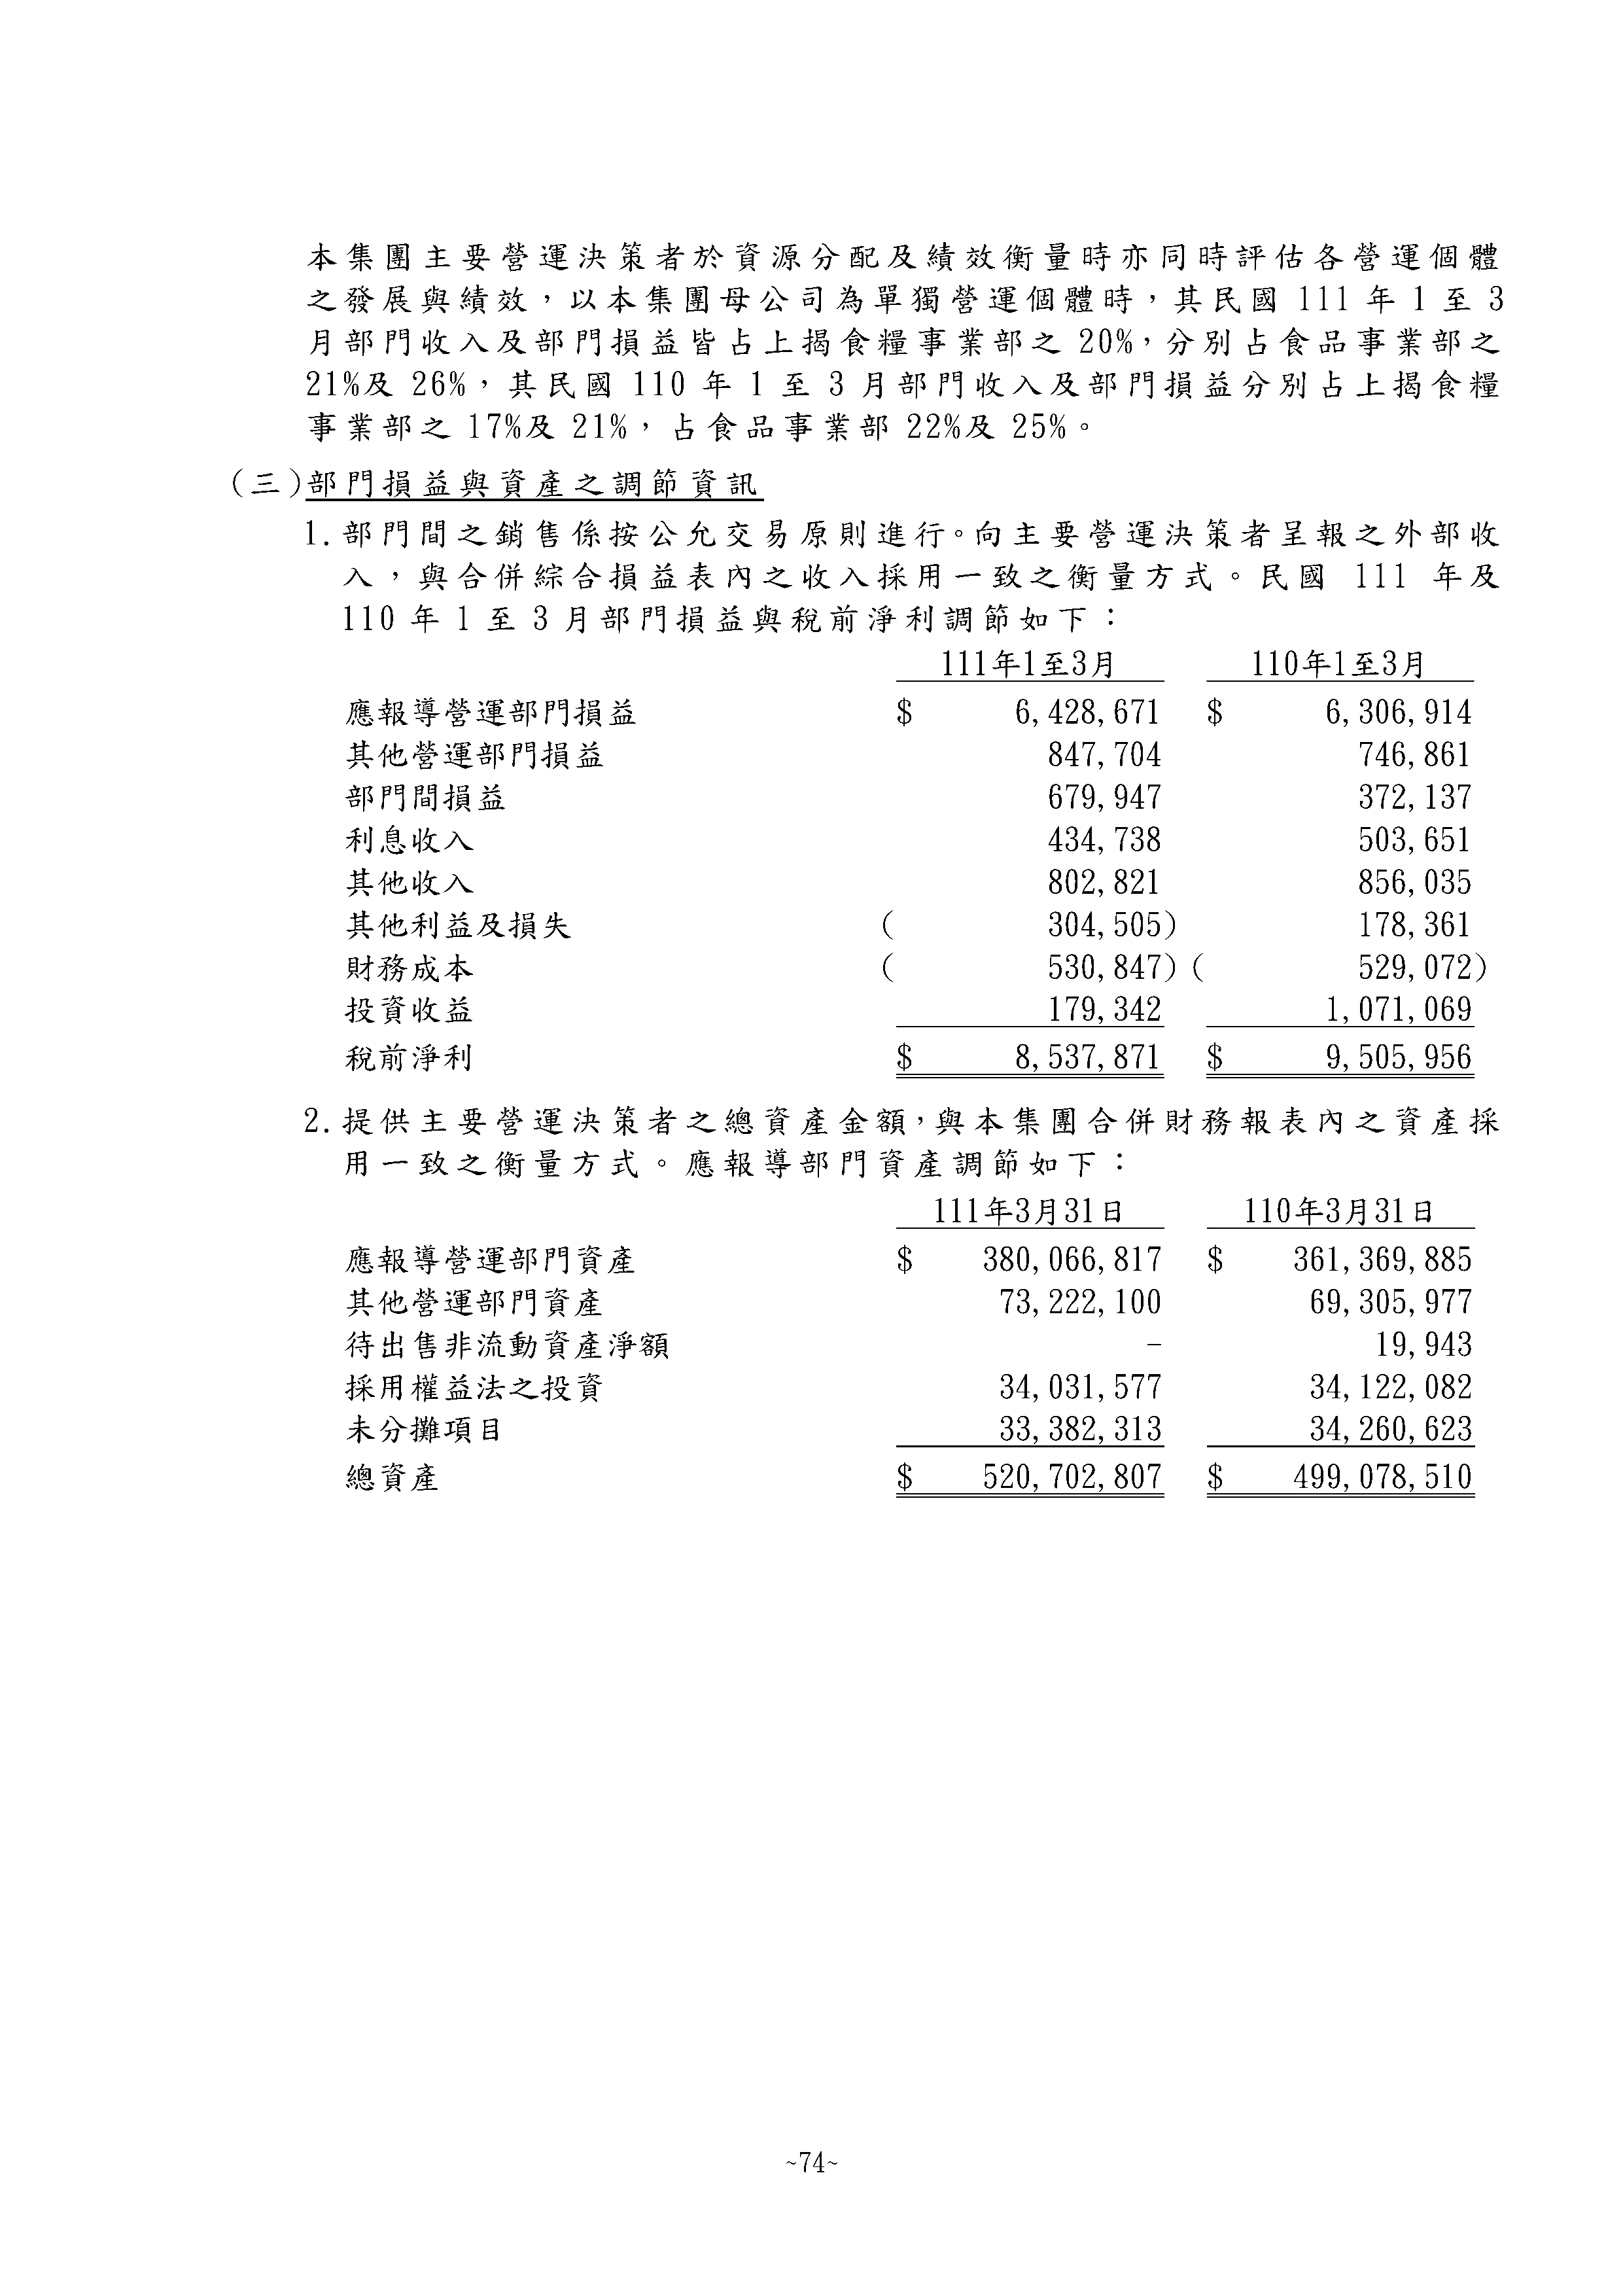 本集團主要營運決策者於資源分配及績效衡量時亦同時評估各營運個體
之發展與績效，以本集團母公司為單獨營運個體時，其民國 111 年 1 至 3
月部門收入及部門損益皆占上揭食糧事業部之 20%，分別占食品事業部之
21%及 26%，其民國 110 年 1 至 3 月部門收入及部門損益分別占上揭食糧
事業部之 17%及 21%，占食品事業部 22%及 25%。
(三)部門損益與資產之調節資訊
1.部門間之銷售係按公允交易原則進行。向主要營運決策者呈報之外部收
入，與合併綜合損益表內之收入採用一致之衡量方式。民國 111 年及
110 年 1 至 3 月部門損益與稅前淨利調節如下：
111年1至3月 110年1至3月
應報導營運部門損益 $ 6,428,671 $ 6,306,914
其他營運部門損益 847,704 746,861
部門間損益 679,947 372,137
利息收入 434,738 503,651
其他收入 802,821 856,035
其他利益及損失 ( 304,505) 178,361
財務成本 ( 530,847) ( 529,072)
投資收益 179,342 1,071,069
稅前淨利 $ 8,537,871 $ 9,505,956
2.提供主要營運決策者之總資產金額，與本集團合併財務報表內之資產採
用一致之衡量方式。應報導部門資產調節如下：
111年3月31日 110年3月31日
應報導營運部門資產 $ 380,066,817 $ 361,369,885
其他營運部門資產 73,222,100 69,305,977
待出售非流動資產淨額 - 19,943
採用權益法之投資 34,031,577 34,122,082
未分攤項目 33,382,313 34,260,623
總資產 $ 520,702,807 $ 499,078,510
~74~